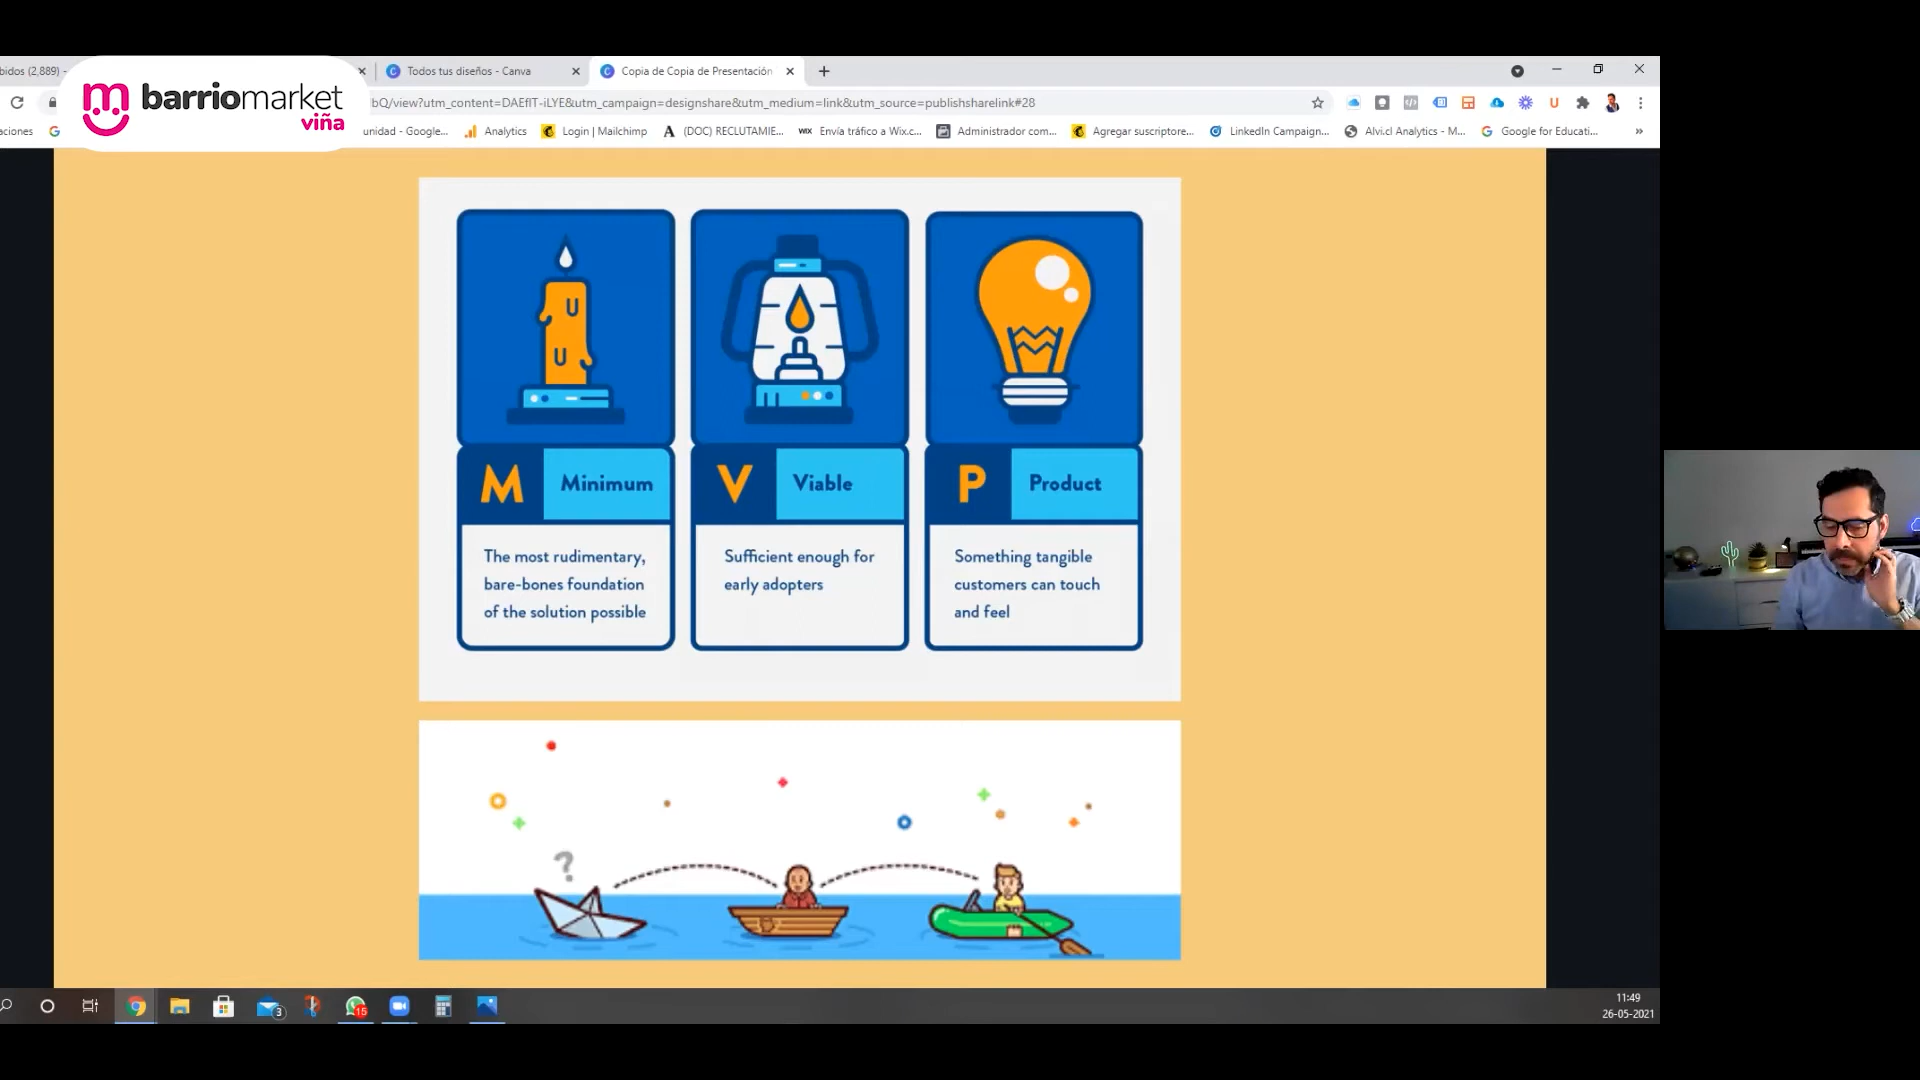 bidos (2,889) -
Todos tus diseños - Canva
Copia de Copia de Presentación
barriomarket
viña
bQ/view?utm_content=DAEfIT-iLYE&utm_campaign=designshare&utm_medium=link&utm_source=publishsharelink#28
aciones
unidad - Google...
Analytics
Login | Mailchimp
(DOC) RECLUTAMIE...
WIX
Envía tráfico a Wix.c...
Administrador com...
Agregar suscriptore...
LinkedIn Campaign...
Alvi.cl Analytics - M...
Google for Educati...
»
M Minimum
The most rudimentary,
bare-bones foundation
of the solution possible
V Viable
Sufficient enough for
early adopters
P Product
Something tangible
customers can touch
and feel
?
3
15
11:49
26-05-2021